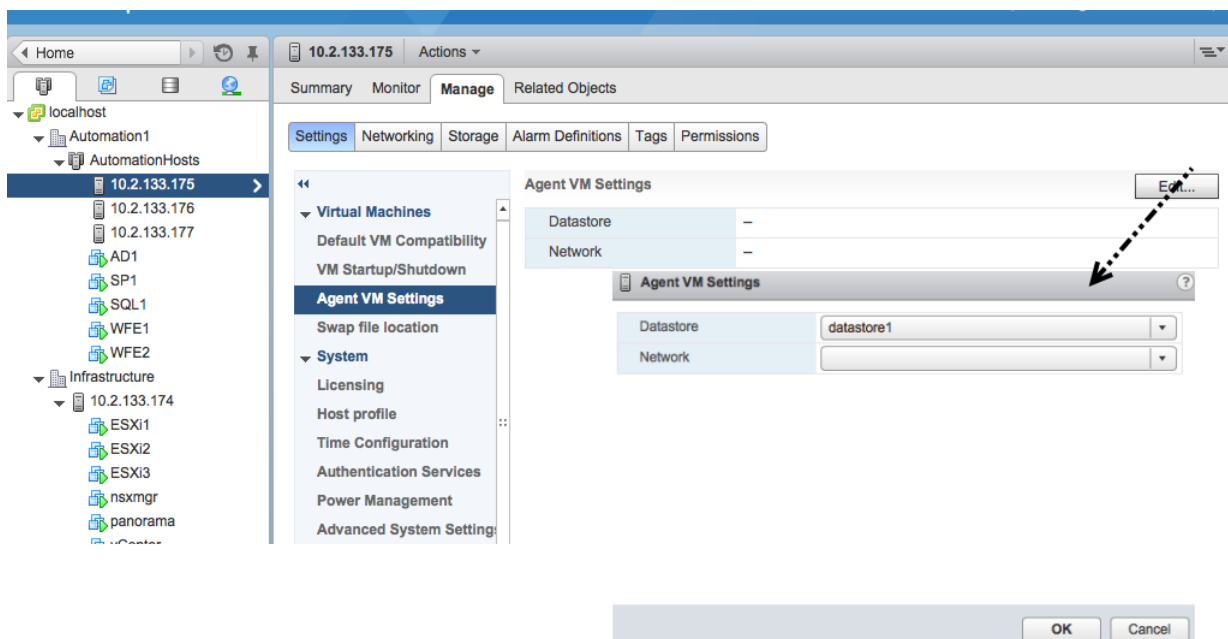 Home
10.2.133.175 Actions
Summary Monitor Manage Related Objects
localhost
Automation1
AutomationHosts
10.2.133.175
10.2.133.176
10.2.133.177
AD1
SP1
SQL1
WFE1
WFE2
Infrastructure
10.2.133.174
ESXi1
ESXi2
ESXi3
nsxmgr
panorama
vCenter
Settings Networking Storage Alarm Definitions Tags Permissions
Virtual Machines
Default VM Compatibility
VM Startup/Shutdown
Agent VM Settings
Swap file location
System
Licensing
Host profile
Time Configuration
Authentication Services
Power Management
Advanced System Settings
Agent VM Settings
Edit...
Datastore –
Network –
Agent VM Settings ?
Datastore datastore1
Network
OK Cancel